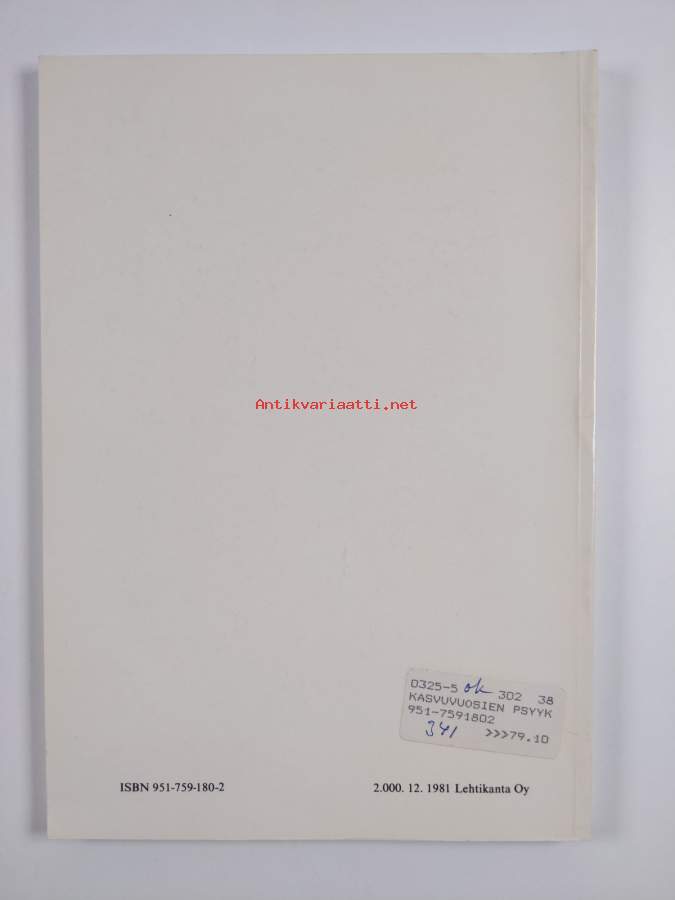 Antikvariaatti.net
0325-5 ok 302 38
KASVUVUOSIEN PSYYK
951-7591802
341 >>>79.10
ISBN 951-759-180-2 2.000. 12. 1981 Lehtikanta Oy